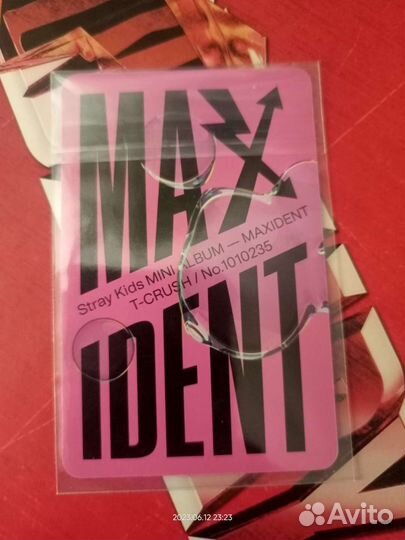 MAX
Stray Kids MINI ALBUM — MAXIDENT
T-CRUSH / No.1010235
IDENT
2023.06.12 23:23
Avito